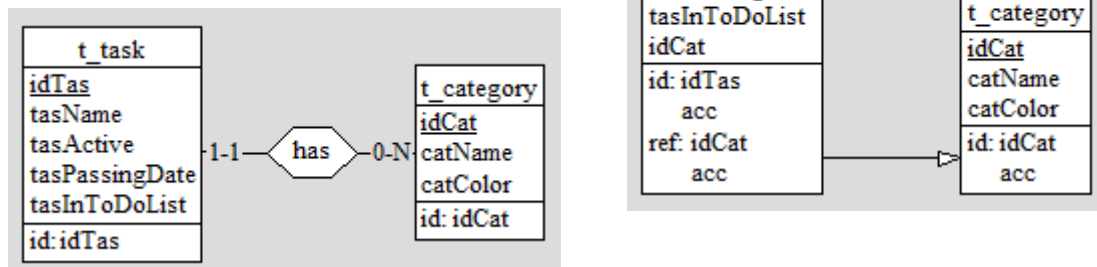 t_task
idTas
tasName
tasActive
tasPassingDate
tasInToDoList
id: idTas
1-1
has
0-N
t_category
idCat
catName
catColor
id: idCat
tasInToDoList
idCat
id: idTas
acc
ref: idCat
acc
t_category
idCat
catName
catColor
id: idCat
acc